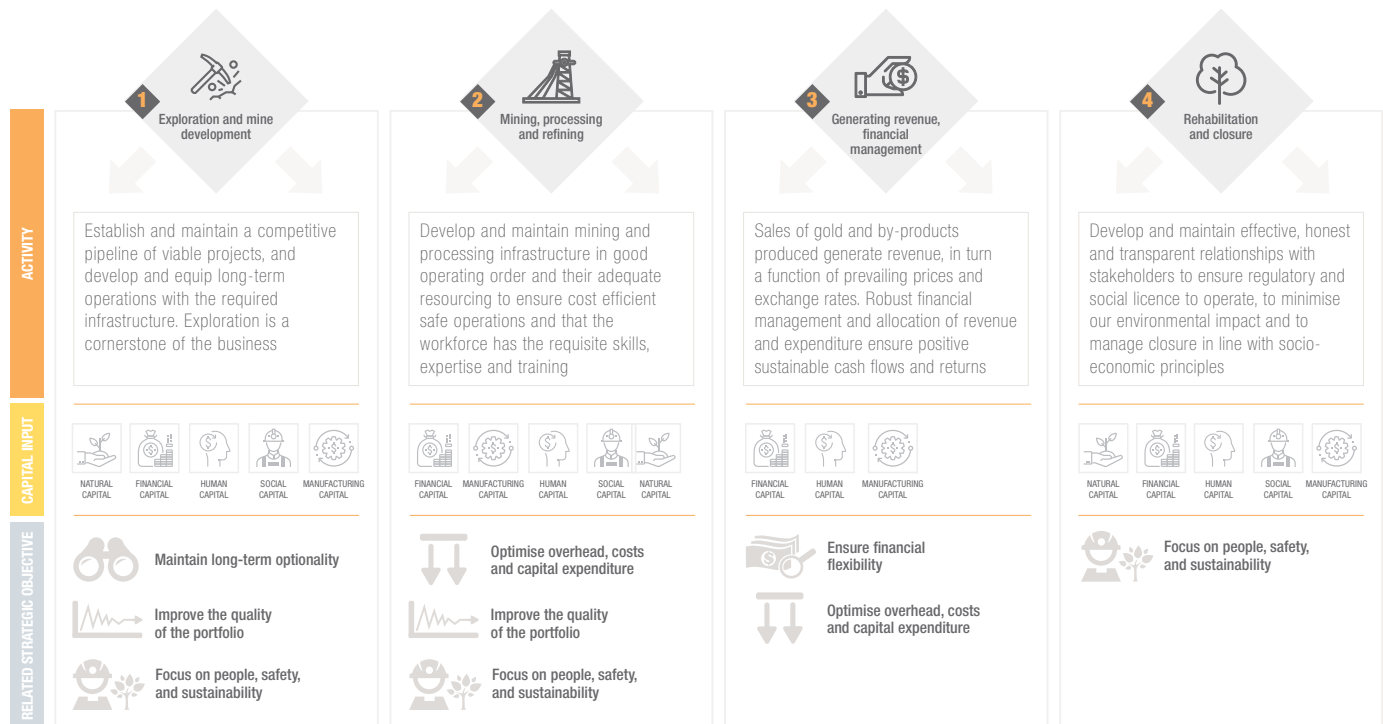 1
Exploration and mine
development
2
Mining, processing
and refining
3
Generating revenue,
financial
management
4
Rehabilitation
and closure
ACTIVITY
Establish and maintain a competitive
pipeline of viable projects, and
develop and equip long-term
operations with the required
infrastructure. Exploration is a
cornerstone of the business
Develop and maintain mining and
processing infrastructure in good
operating order and their adequate
resourcing to ensure cost efficient
safe operations and that the
workforce has the requisite skills,
expertise and training
Sales of gold and by-products
produced generate revenue, in turn
a function of prevailing prices and
exchange rates. Robust financial
management and allocation of revenue
and expenditure ensure positive
sustainable cash flows and returns
Develop and maintain effective, honest
and transparent relationships with
stakeholders to ensure regulatory and
social licence to operate, to minimise
our environmental impact and to
manage closure in line with socio-
economic principles
CAPITAL INPUT
NATURAL
CAPITAL
FINANCIAL
CAPITAL
HUMAN
CAPITAL
SOCIAL
CAPITAL
MANUFACTURING
CAPITAL
FINANCIAL
CAPITAL
MANUFACTURING
CAPITAL
HUMAN
CAPITAL
SOCIAL
CAPITAL
NATURAL
CAPITAL
FINANCIAL
CAPITAL
HUMAN
CAPITAL
MANUFACTURING
CAPITAL
NATURAL
CAPITAL
FINANCIAL
CAPITAL
HUMAN
CAPITAL
SOCIAL
CAPITAL
MANUFACTURING
CAPITAL
RELATED STRATEGIC OBJECTIVE
Maintain long-term optionality
Improve the quality
of the portfolio
Focus on people, safety,
and sustainability
Optimise overhead, costs
and capital expenditure
Improve the quality
of the portfolio
Focus on people, safety,
and sustainability
Ensure financial
flexibility
Optimise overhead, costs
and capital expenditure
Focus on people, safety,
and sustainability